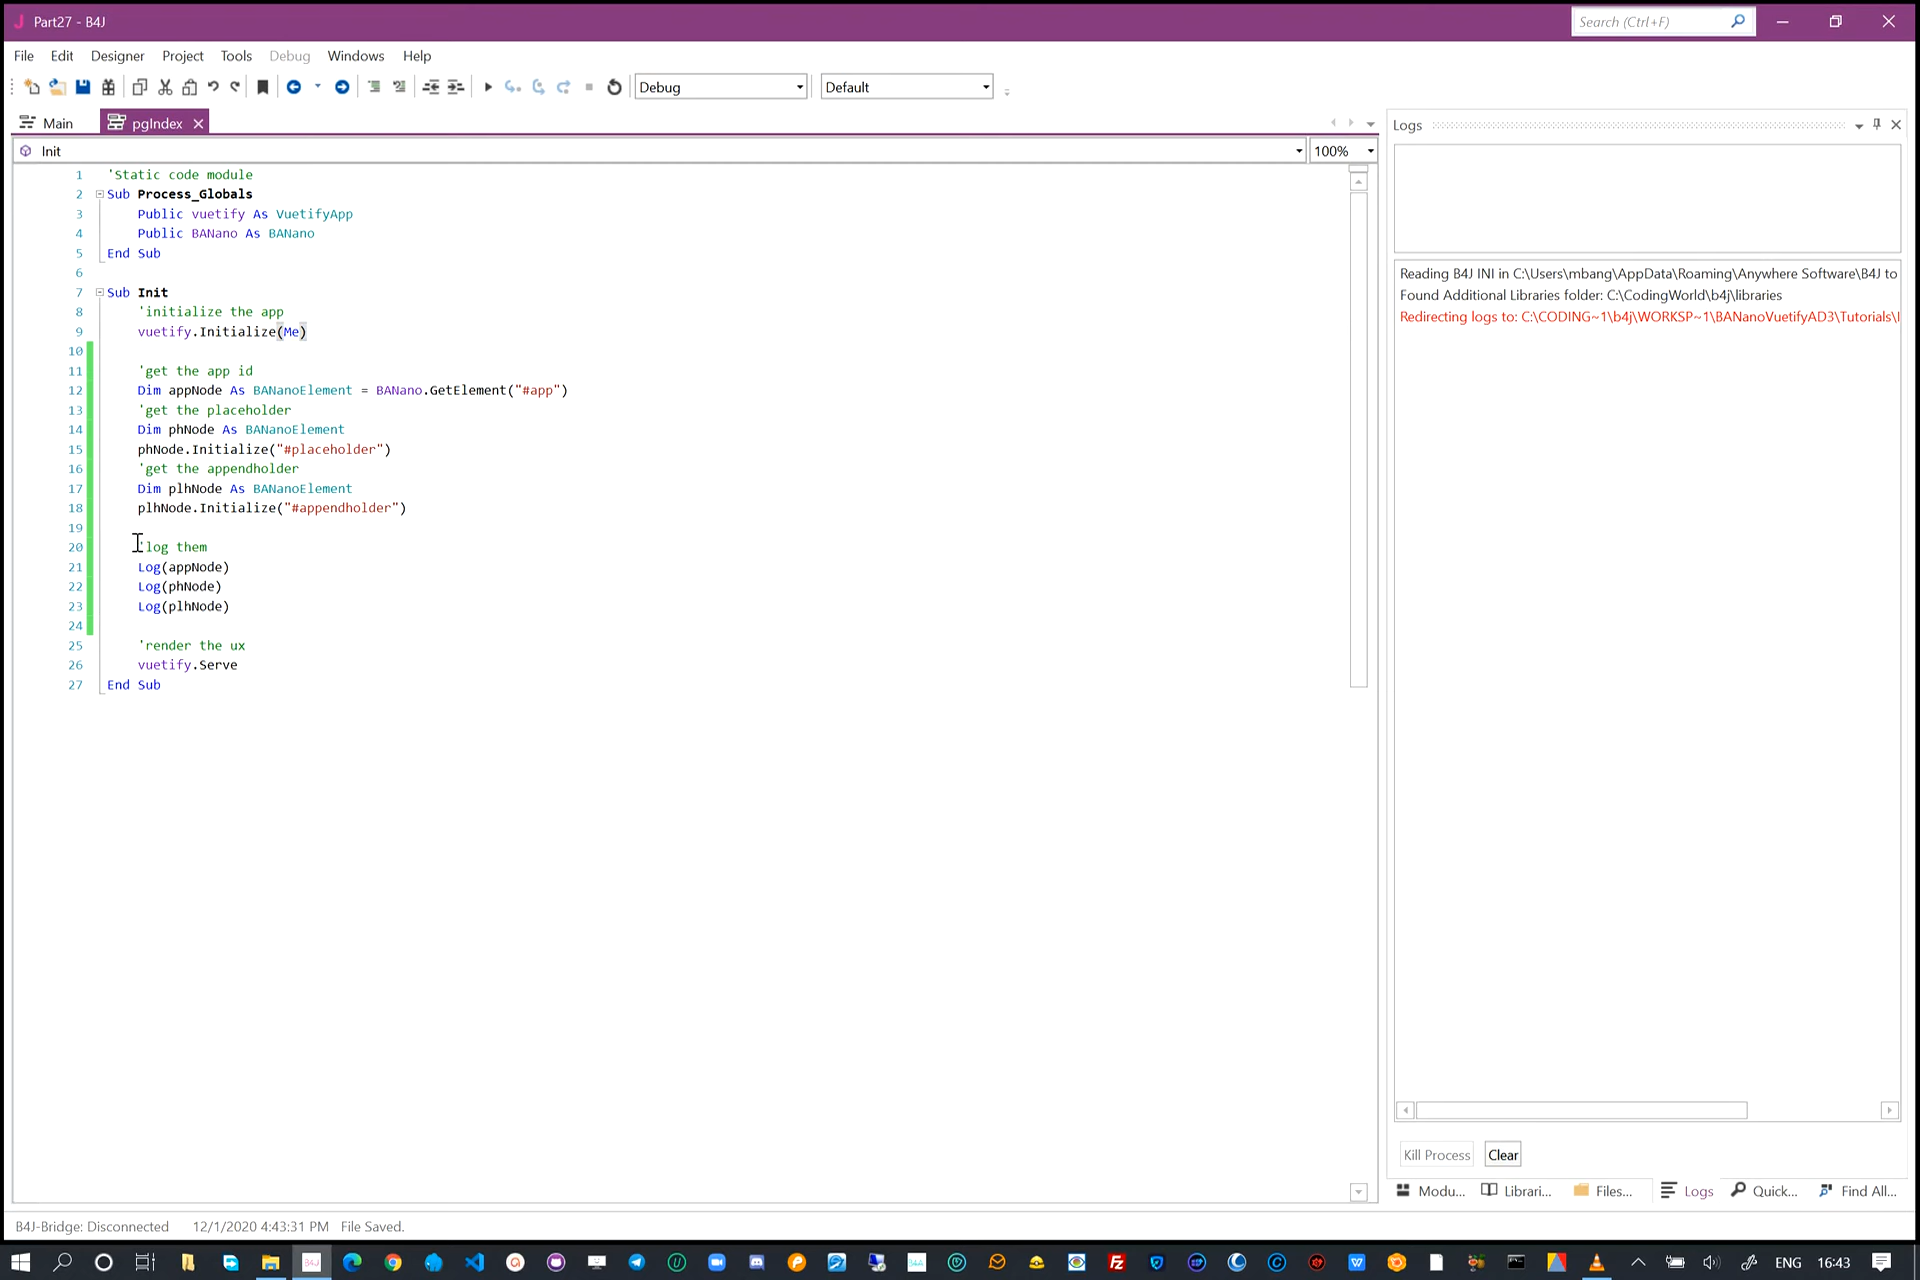 Part27 - B4J
Search (Ctrl+F)
File Edit Designer Project Tools Debug Windows Help
Debug Default
Main pgIndex
Logs
Init 100%
1 'Static code module
2 Sub Process_Globals
3 Public vuetify As VuetifyApp
4 Public BANano As BANano
5 End Sub
6
7 Sub Init
8 'initialize the app
9 vuetify.Initialize(Me)
10
11 'get the app id
12 Dim appNode As BANanoElement = BANano.GetElement("#app")
13 'get the placeholder
14 Dim phNode As BANanoElement
15 phNode.Initialize("#placeholder")
16 'get the appendholder
17 Dim plhNode As BANanoElement
18 plhNode.Initialize("#appendholder")
19
20 'log them
21 Log(appNode)
22 Log(phNode)
23 Log(plhNode)
24
25 'render the ux
26 vuetify.Serve
27 End Sub
Reading B4J INI in C:\Users\mbang\AppData\Roaming\Anywhere Software\B4J to
Found Additional Libraries folder: C:\CodingWorld\b4j\libraries
Redirecting logs to: C:\CODING~1\b4j\WORKSP~1\BANanoVuetifyAD3\Tutorials\
Kill Process Clear
Modu... Librari... Files... Logs Quick... Find All...
B4J-Bridge: Disconnected 12/1/2020 4:43:31 PM File Saved.
ENG 16:43